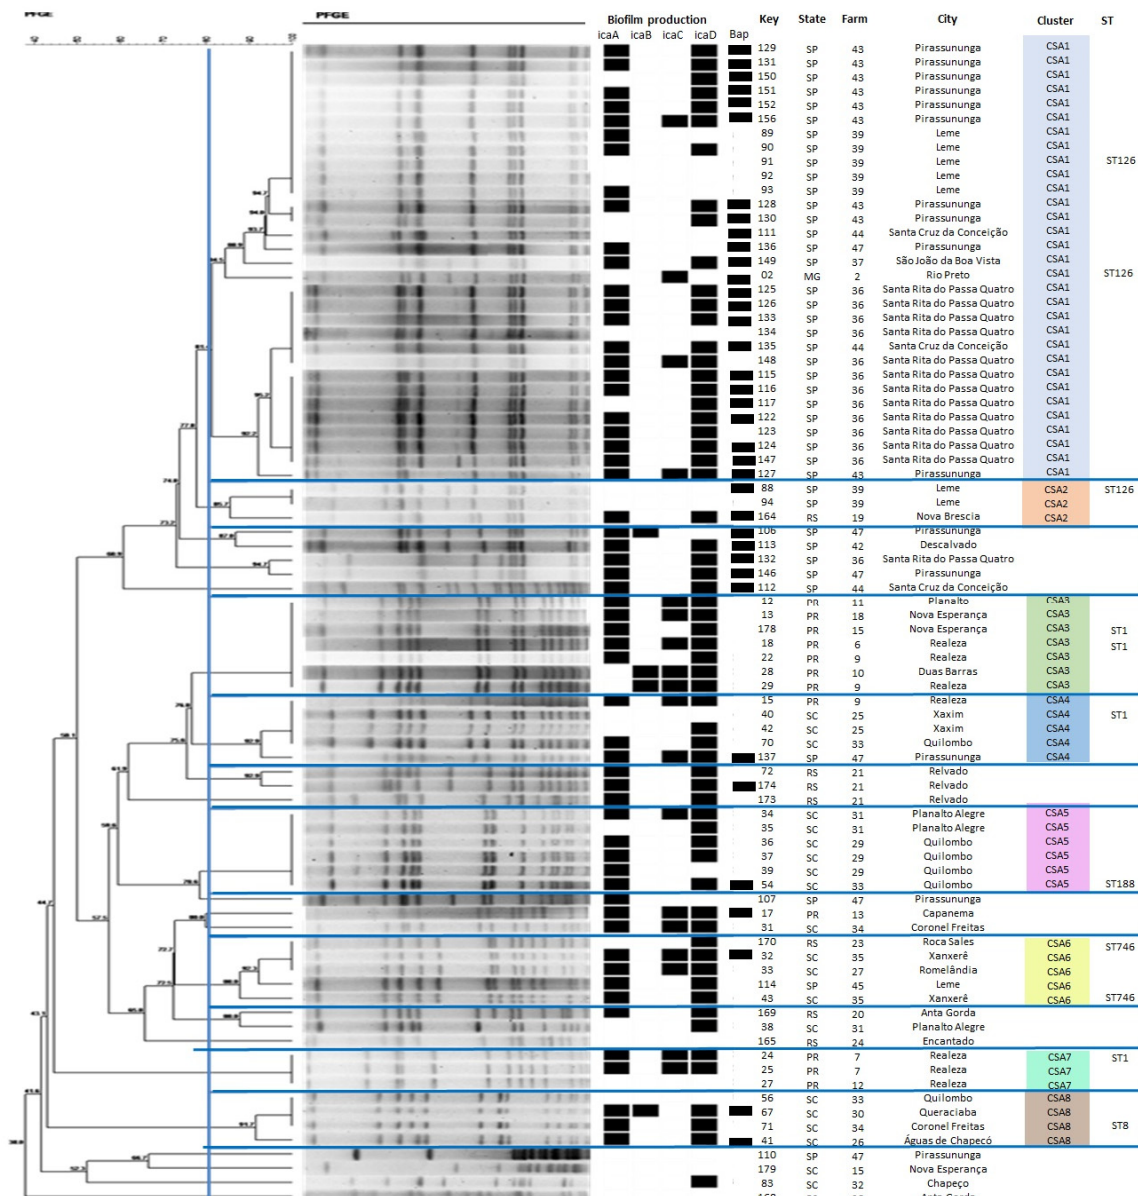 PFGE PFGE Biofilm production Key State Farm City Cluster ST
icaA icaB icaC icaD Bap
129 SP 43 Pirassununga CSA1
131 SP 43 Pirassununga CSA1
150 SP 43 Pirassununga CSA1
151 SP 43 Pirassununga CSA1
152 SP 43 Pirassununga CSA1
156 SP 43 Pirassununga CSA1
89 SP 39 Leme CSA1
90 SP 39 Leme CSA1
91 SP 39 Leme CSA1 ST126
92 SP 39 Leme CSA1
93 SP 39 Leme CSA1
128 SP 43 Pirassununga CSA1
130 SP 43 Pirassununga CSA1
111 SP 44 Santa Cruz da Conceição CSA1
136 SP 47 Pirassununga CSA1
149 SP 37 São João da Boa Vista CSA1
02 MG 2 Rio Preto CSA1 ST126
125 SP 36 Santa Rita do Passa Quatro CSA1
126 SP 36 Santa Rita do Passa Quatro CSA1
133 SP 36 Santa Rita do Passa Quatro CSA1
134 SP 36 Santa Rita do Passa Quatro CSA1
135 SP 44 Santa Cruz da Conceição CSA1
148 SP 36 Santa Rita do Passa Quatro CSA1
115 SP 36 Santa Rita do Passa Quatro CSA1
116 SP 36 Santa Rita do Passa Quatro CSA1
117 SP 36 Santa Rita do Passa Quatro CSA1
122 SP 36 Santa Rita do Passa Quatro CSA1
123 SP 36 Santa Rita do Passa Quatro CSA1
124 SP 36 Santa Rita do Passa Quatro CSA1
147 SP 36 Santa Rita do Passa Quatro CSA1
127 SP 43 Pirassununga CSA1
88 SP 39 Leme CSA2 ST126
94 SP 39 Leme CSA2
164 RS 19 Nova Brescia CSA2
106 SP 47 Pirassununga
113 SP 42 Descalvado
132 SP 36 Santa Rita do Passa Quatro
146 SP 47 Pirassununga
112 SP 44 Santa Cruz da Conceição
12 PR 11 Planalto CSA3
13 PR 18 Nova Esperança CSA3
178 PR 15 Nova Esperança CSA3 ST1
18 PR 6 Realeza CSA3 ST1
22 PR 9 Realeza CSA3
28 PR 10 Duas Barras CSA3
29 PR 9 Realeza CSA3
15 PR 9 Realeza CSA4
40 SC 25 Xaxim CSA4 ST1
42 SC 25 Xaxim CSA4
70 SC 33 Quilombo CSA4
137 SP 47 Pirassununga CSA4
72 RS 21 Relvado
174 RS 21 Relvado
173 RS 21 Relvado
34 SC 31 Planalto Alegre CSA5
35 SC 31 Planalto Alegre CSA5
36 SC 29 Quilombo CSA5
37 SC 29 Quilombo CSA5
39 SC 29 Quilombo CSA5
54 SC 33 Quilombo CSA5 ST188
107 SP 47 Pirassununga
17 PR 13 Capanema
31 SC 34 Coronel Freitas
170 RS 23 Roca Sales CSA6 ST746
32 SC 35 Xanxerê CSA6
33 SC 27 Romelândia CSA6
114 SP 45 Leme CSA6
43 SC 35 Xanxerê CSA6 ST746
169 RS 20 Anta Gorda
38 SC 31 Planalto Alegre
165 RS 24 Encantado
24 PR 7 Realeza CSA7 ST1
25 PR 7 Realeza CSA7
27 PR 12 Realeza CSA7
56 SC 33 Quilombo CSA8
67 SC 30 Queraciaba CSA8
71 SC 34 Coronel Freitas CSA8 ST8
41 SC 26 Águas de Chapecó CSA8
110 SP 47 Pirassununga
179 SC 15 Nova Esperança
83 SC 32 Chapeço